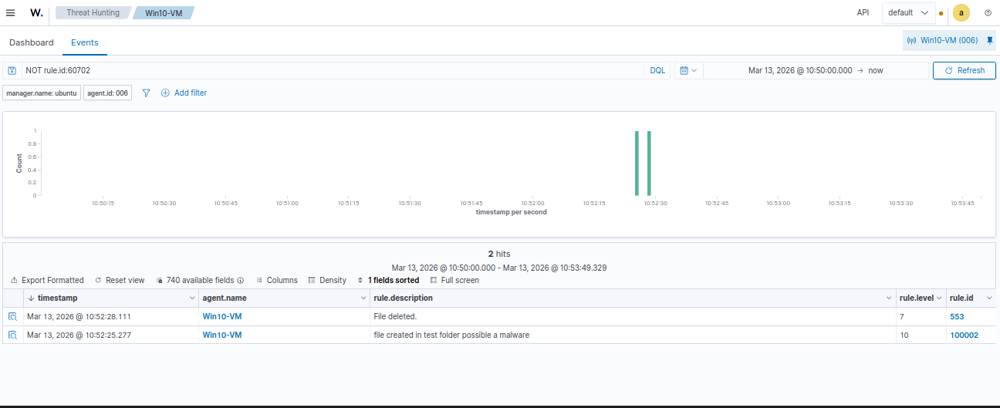 W. Threat Hunting Win10-VM API default a
Dashboard Events Win10-VM (006)
NOT rule.id:60702 DQL Mar 13, 2026 @ 10:50:00.000 → now Refresh
manager.name: ubuntu agent.id: 006 Add filter
1
0.8
0.6
0.4
0.2
0
Count
10:50:15 10:50:30 10:50:45 10:51:00 10:51:15 10:51:30 10:51:45 10:52:00 10:52:15 10:52:30 10:52:45 10:53:00 10:53:15 10:53:30 10:53:45
timestamp per second
2 hits
Mar 13, 2026 @ 10:50:00.000 - Mar 13, 2026 @ 10:53:49.329
Export Formatted Reset view 740 available fields Columns Density 1 fields sorted Full screen
timestamp agent.name rule.description rule.level rule.id
Mar 13, 2026 @ 10:52:28.111 Win10-VM File deleted. 7 553
Mar 13, 2026 @ 10:52:25.277 Win10-VM file created in test folder possible a malware 10 100002